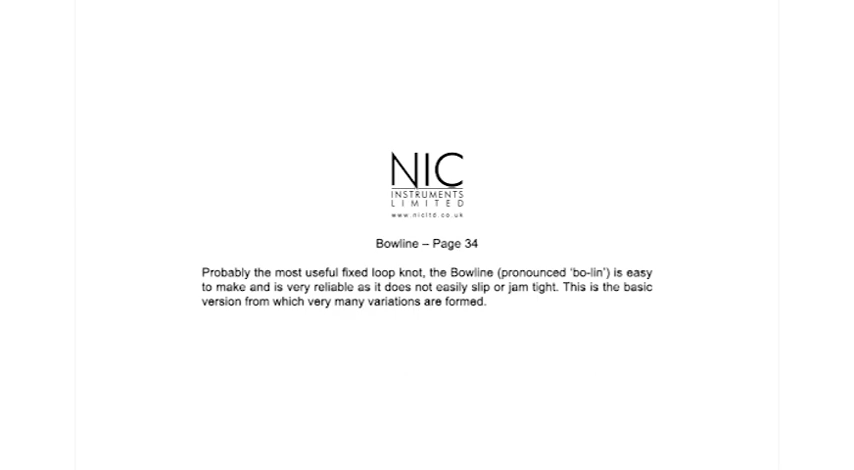 NIC
INSTRUMENTS
LIMITED
www.nicltd.co.uk
Bowline – Page 34
Probably the most useful fixed loop knot, the Bowline (pronounced ‘bo-lin’) is easy
to make and is very reliable as it does not easily slip or jam tight. This is the basic
version from which very many variations are formed.